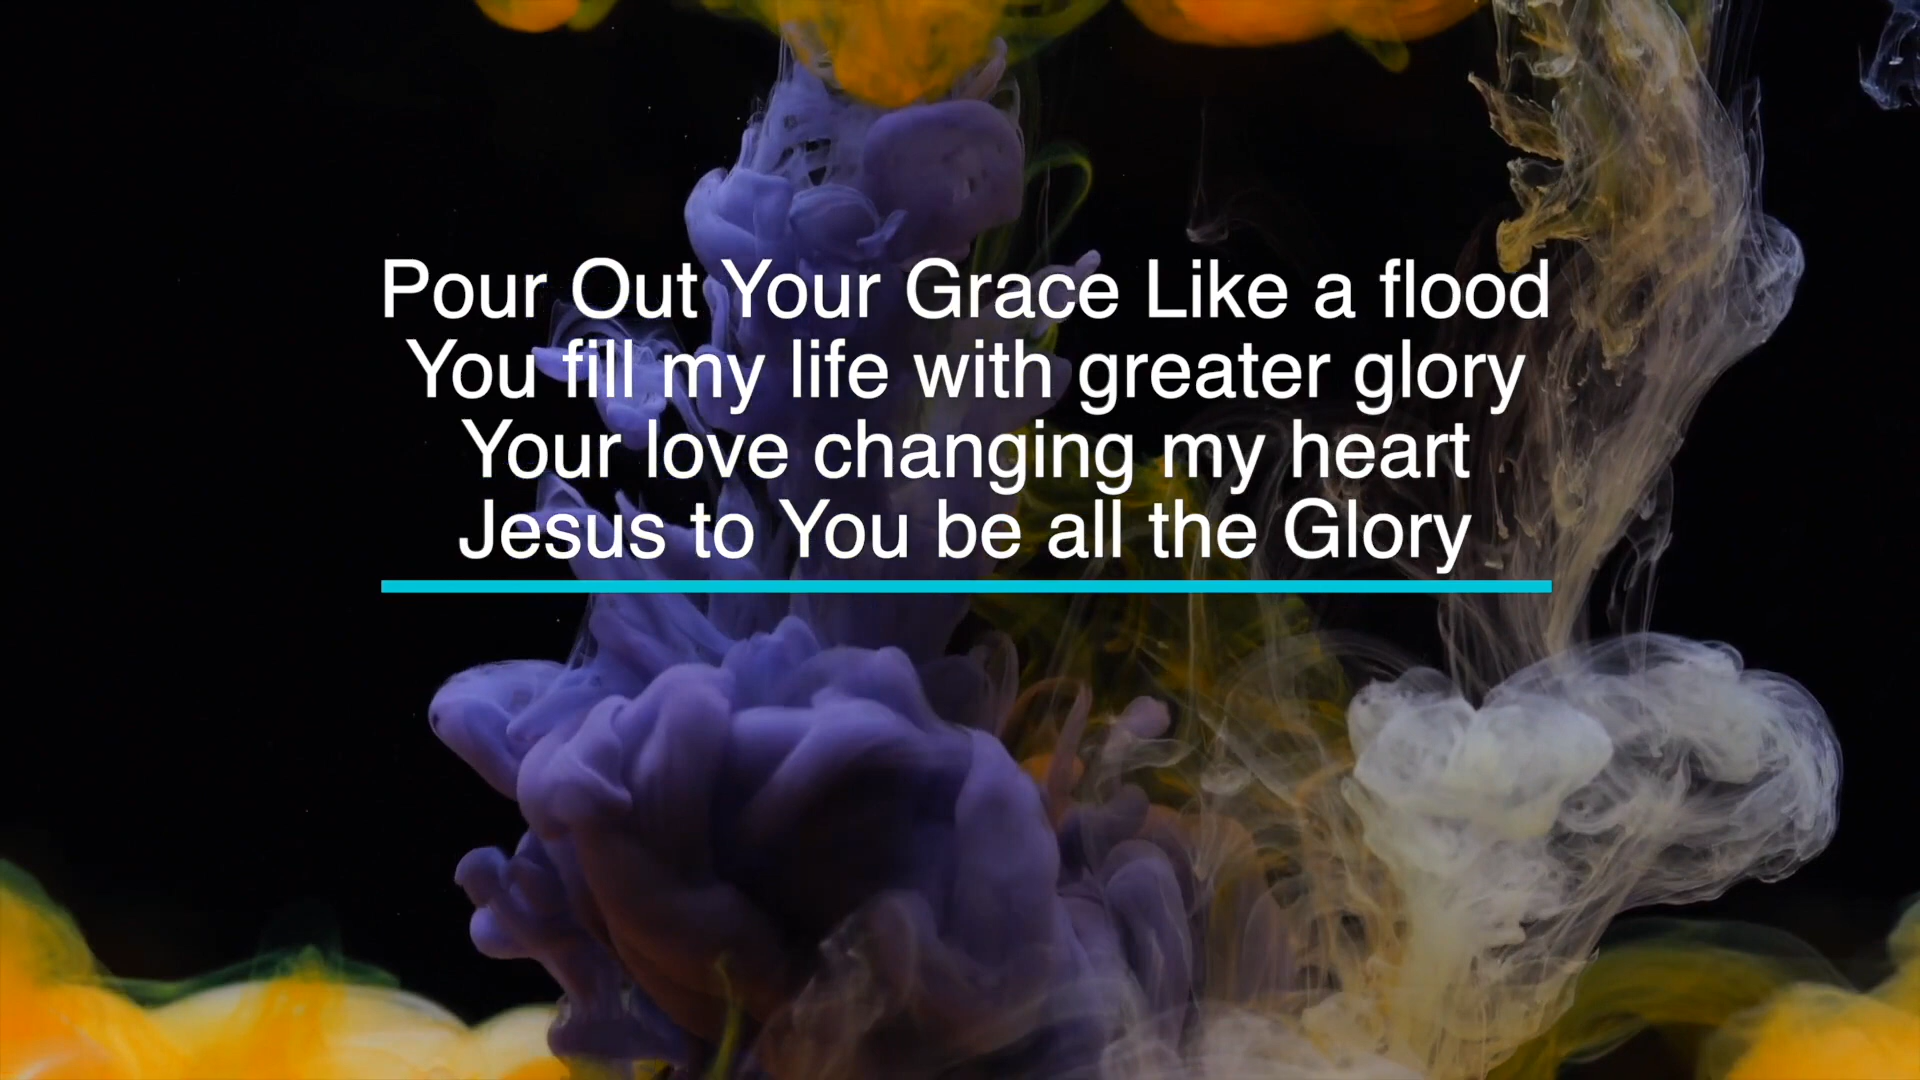 Pour Out Your Grace Like a flood
You fill my life with greater glory
Your love changing my heart
Jesus to You be all the Glory